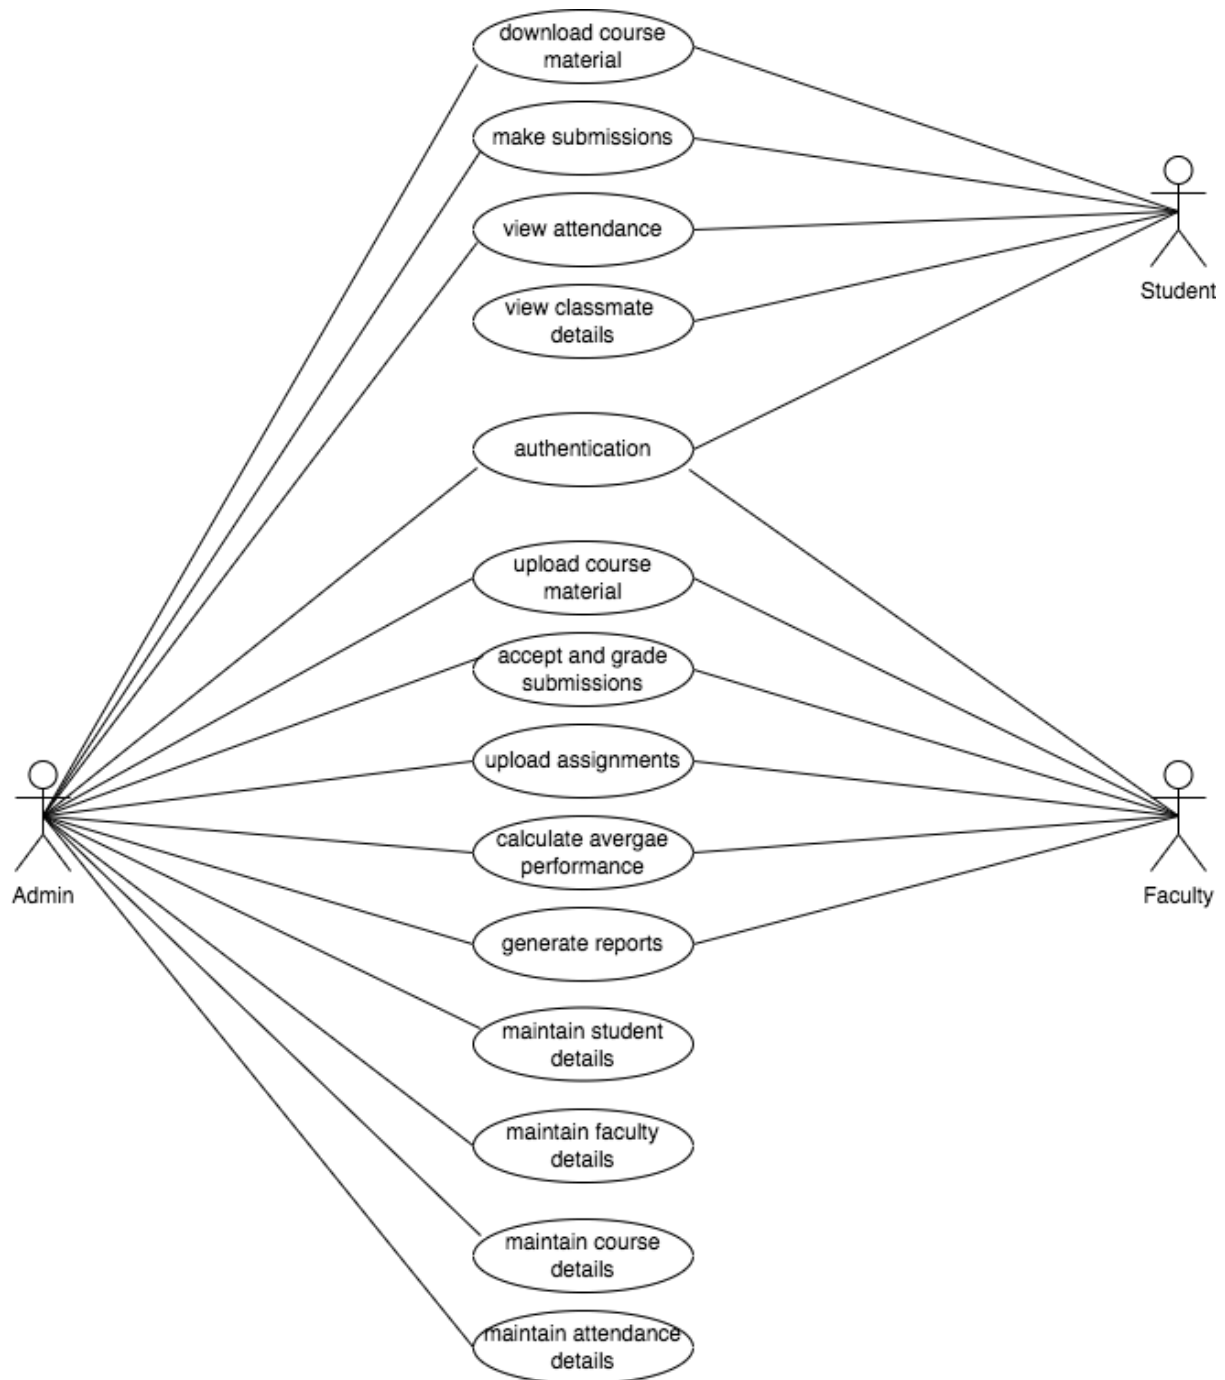 download course
material
make submissions
view attendance
view classmate
details
Student
authentication
upload course
material
accept and grade
submissions
upload assignments
calculate avergae
performance
Admin
Faculty
generate reports
maintain student
details
maintain faculty
details
maintain course
details
maintain attendance
details